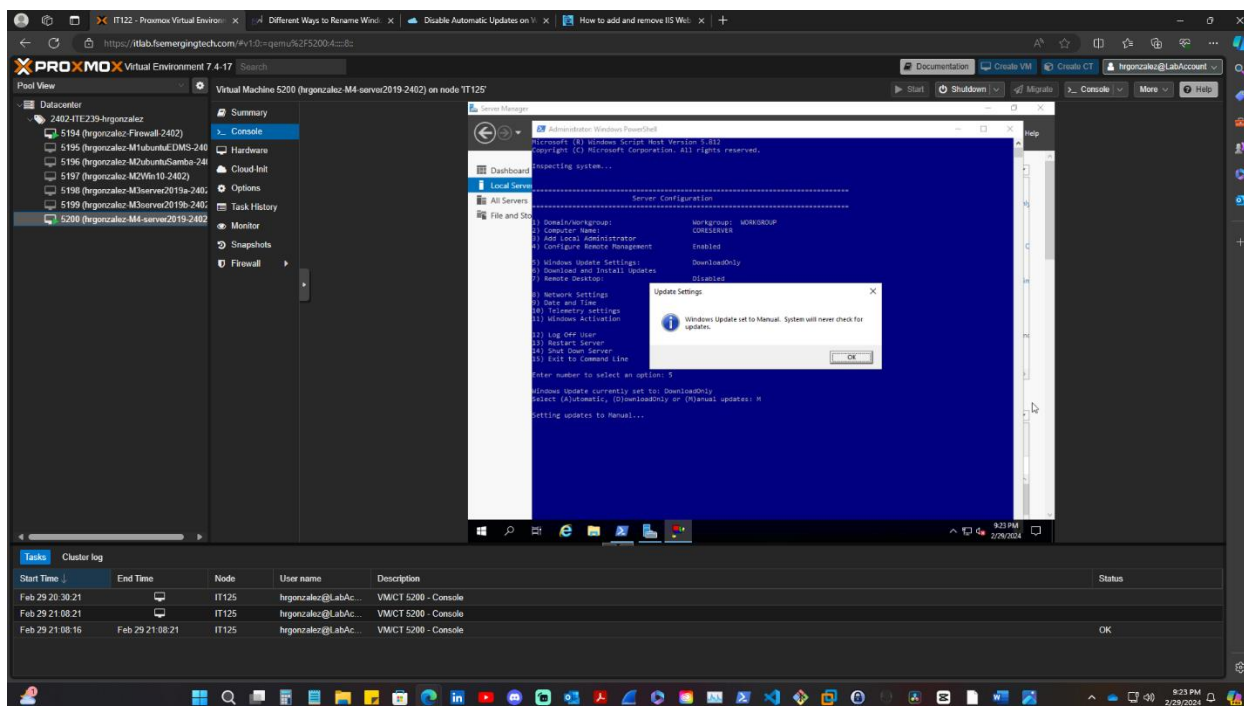 IT122 - Proxmox Virtual Environ
Different Ways to Rename Wind
Disable Automatic Updates on
How to add and remove IIS Web
https://itlab.fsemergingtech.com/#v1:0:=qemu%2F5200:4:::::8::
PROXMOX Virtual Environment 7.4-17
Search
Documentation
Create VM
Create CT
hrgonzalez@LabAccount
Pool View
Virtual Machine 5200 (hrgonzalez-M4-server2019-2402) on node 'IT125'
Start
Shutdown
Migrate
Console
More
Help
Datacenter
2402-ITE239-hrgonzalez
5194 (hrgonzalez-Firewall-2402)
5195 (hrgonzalez-M1ubuntuEDMS-240
5196 (hrgonzalez-M2ubuntuSamba-240
5197 (hrgonzalez-M2Win10-2402)
5198 (hrgonzalez-M3server2019a-2402
5199 (hrgonzalez-M3server2019b-2402
5200 (hrgonzalez-M4-server2019-2402
Summary
Console
Hardware
Cloud-Init
Options
Task History
Monitor
Snapshots
Firewall
Server Manager
Help
Dashboard
Local Serve
All Servers
File and Sto
Administrator: Windows PowerShell
Microsoft (R) Windows Script Host Version 5.812
Copyright (C) Microsoft Corporation. All rights reserved.
Inspecting system...
Server Configuration
1) Domain/Workgroup: Workgroup: WORKGROUP
2) Computer Name: CORESERVER
3) Add Local Administrator
4) Configure Remote Management Enabled
5) Windows Update Settings: DownloadOnly
6) Download and Install Updates
7) Remote Desktop: Disabled
8) Network Settings
9) Date and Time
10) Telemetry settings
11) Windows Activation
12) Log Off User
13) Restart Server
14) Shut Down Server
15) Exit to Command Line
Enter number to select an option: 5
Windows Update currently set to: DownloadOnly
Select (A)utomatic, (D)ownloadOnly or (M)anual updates: M
Setting updates to Manual...
Update Settings
Windows Update set to Manual. System will never check for
updates.
OK
9:23 PM
2/29/2024
Tasks
Cluster log
Start Time
End Time
Node
User name
Description
Status
Feb 29 20:30:21 IT125 hrgonzalez@LabAc... VM/CT 5200 - Console
Feb 29 21:08:21 IT125 hrgonzalez@LabAc... VM/CT 5200 - Console
Feb 29 21:08:16 Feb 29 21:08:21 IT125 hrgonzalez@LabAc... VM/CT 5200 - Console OK
9:23 PM
2/29/2024